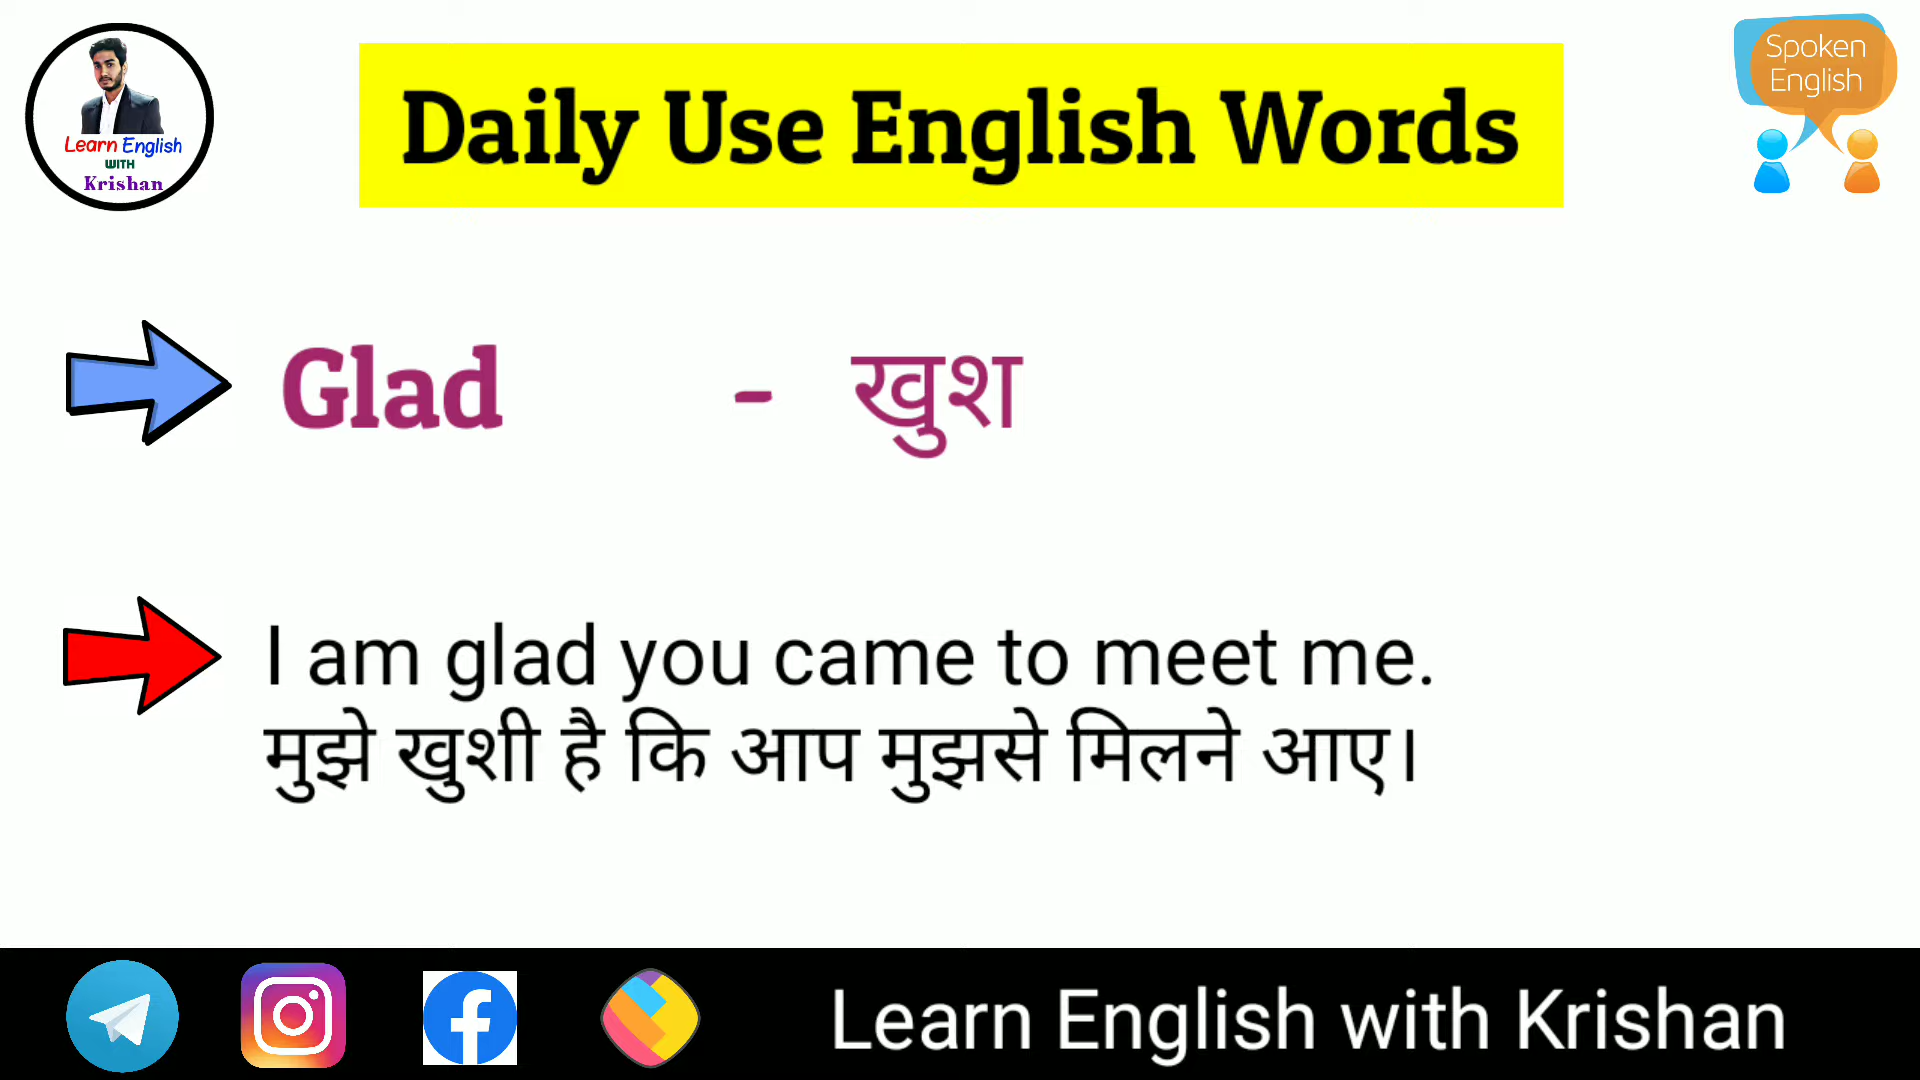 Learn English
WITH
Krishan
Daily Use English Words
Spoken
English
Glad - खुश
I am glad you came to meet me.
मुझे खुशी है कि आप मुझसे मिलने आए।
Learn English with Krishan